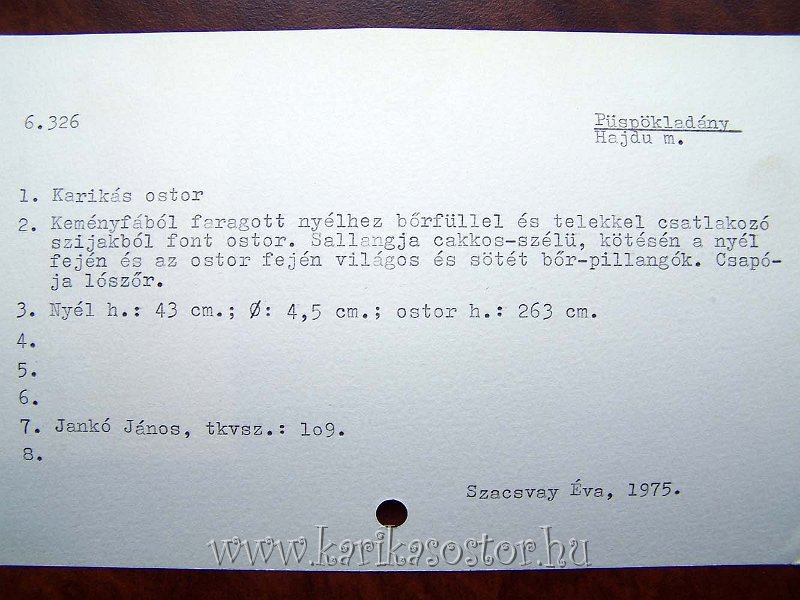 6.326
Püspökladány
Hajdu m.
1. Karikás ostor
2. Keményfából faragott nyélhez bőrfüllel és telekkel csatlakozó
szijakból font ostor. Sallangja cakkos-szélü, kötésén a nyél
fején és az ostor fején világos és sötét bőr-pillangók. Csapó-
ja lószőr.
3. Nyél h.: 43 cm.; Ø: 4,5 cm.; ostor h.: 263 cm.
4.
5.
6.
7. Jankó János, tkvsz.: lo9.
8.
Szacsvay Éva, 1975.
www.karikasostor.hu